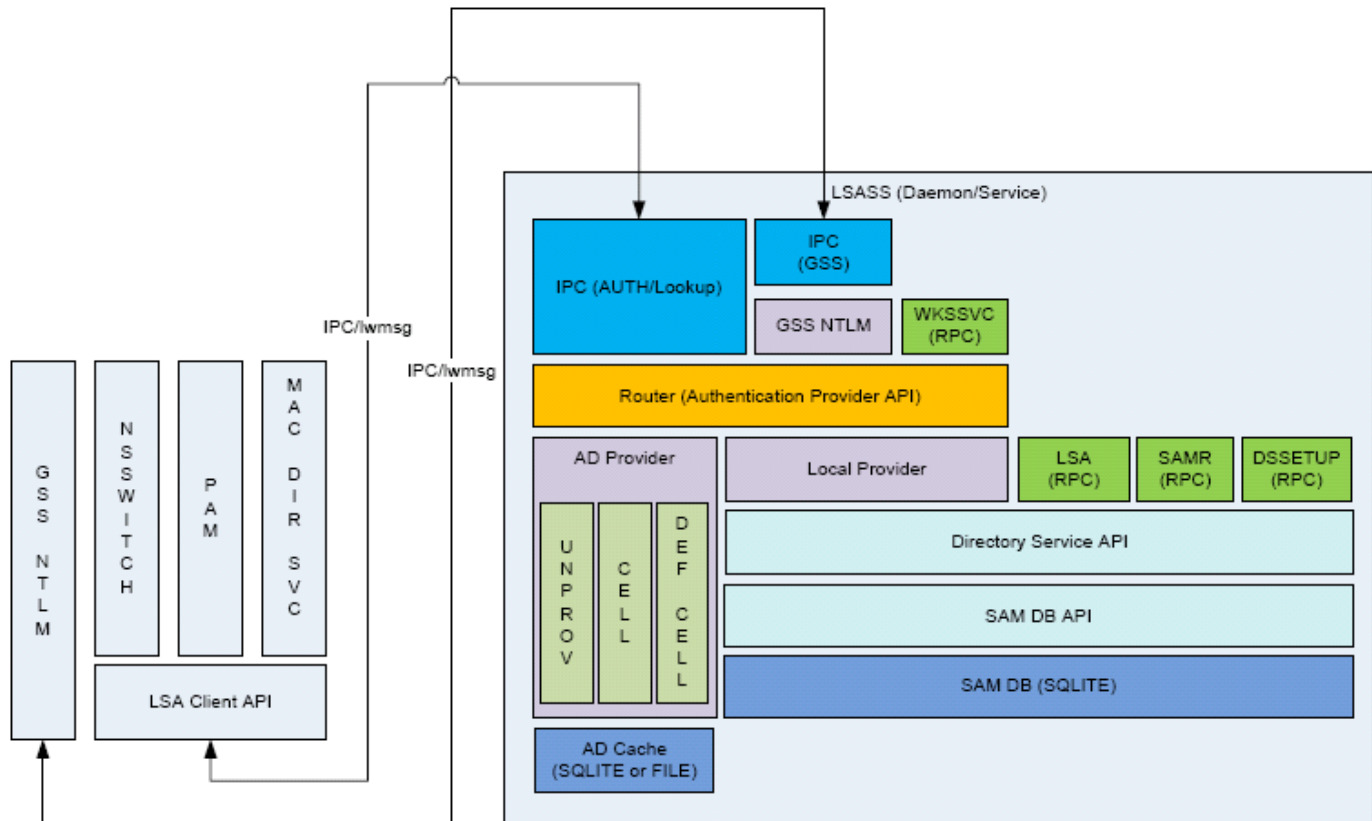 LSASS (Daemon/Service)
IPC (AUTH/Lookup)
IPC
(GSS)
GSS NTLM
WKSSVC
(RPC)
IPC/lwmsg
IPC/lwmsg
Router (Authentication Provider API)
AD Provider
Local Provider
LSA
(RPC)
SAMR
(RPC)
DSSETUP
(RPC)
UNPROV
CELL
DEF CELL
Directory Service API
SAM DB API
SAM DB (SQLITE)
AD Cache
(SQLITE or FILE)
GSS NTLM
NSSWITCH
PAM
MAC DIR SVC
LSA Client API